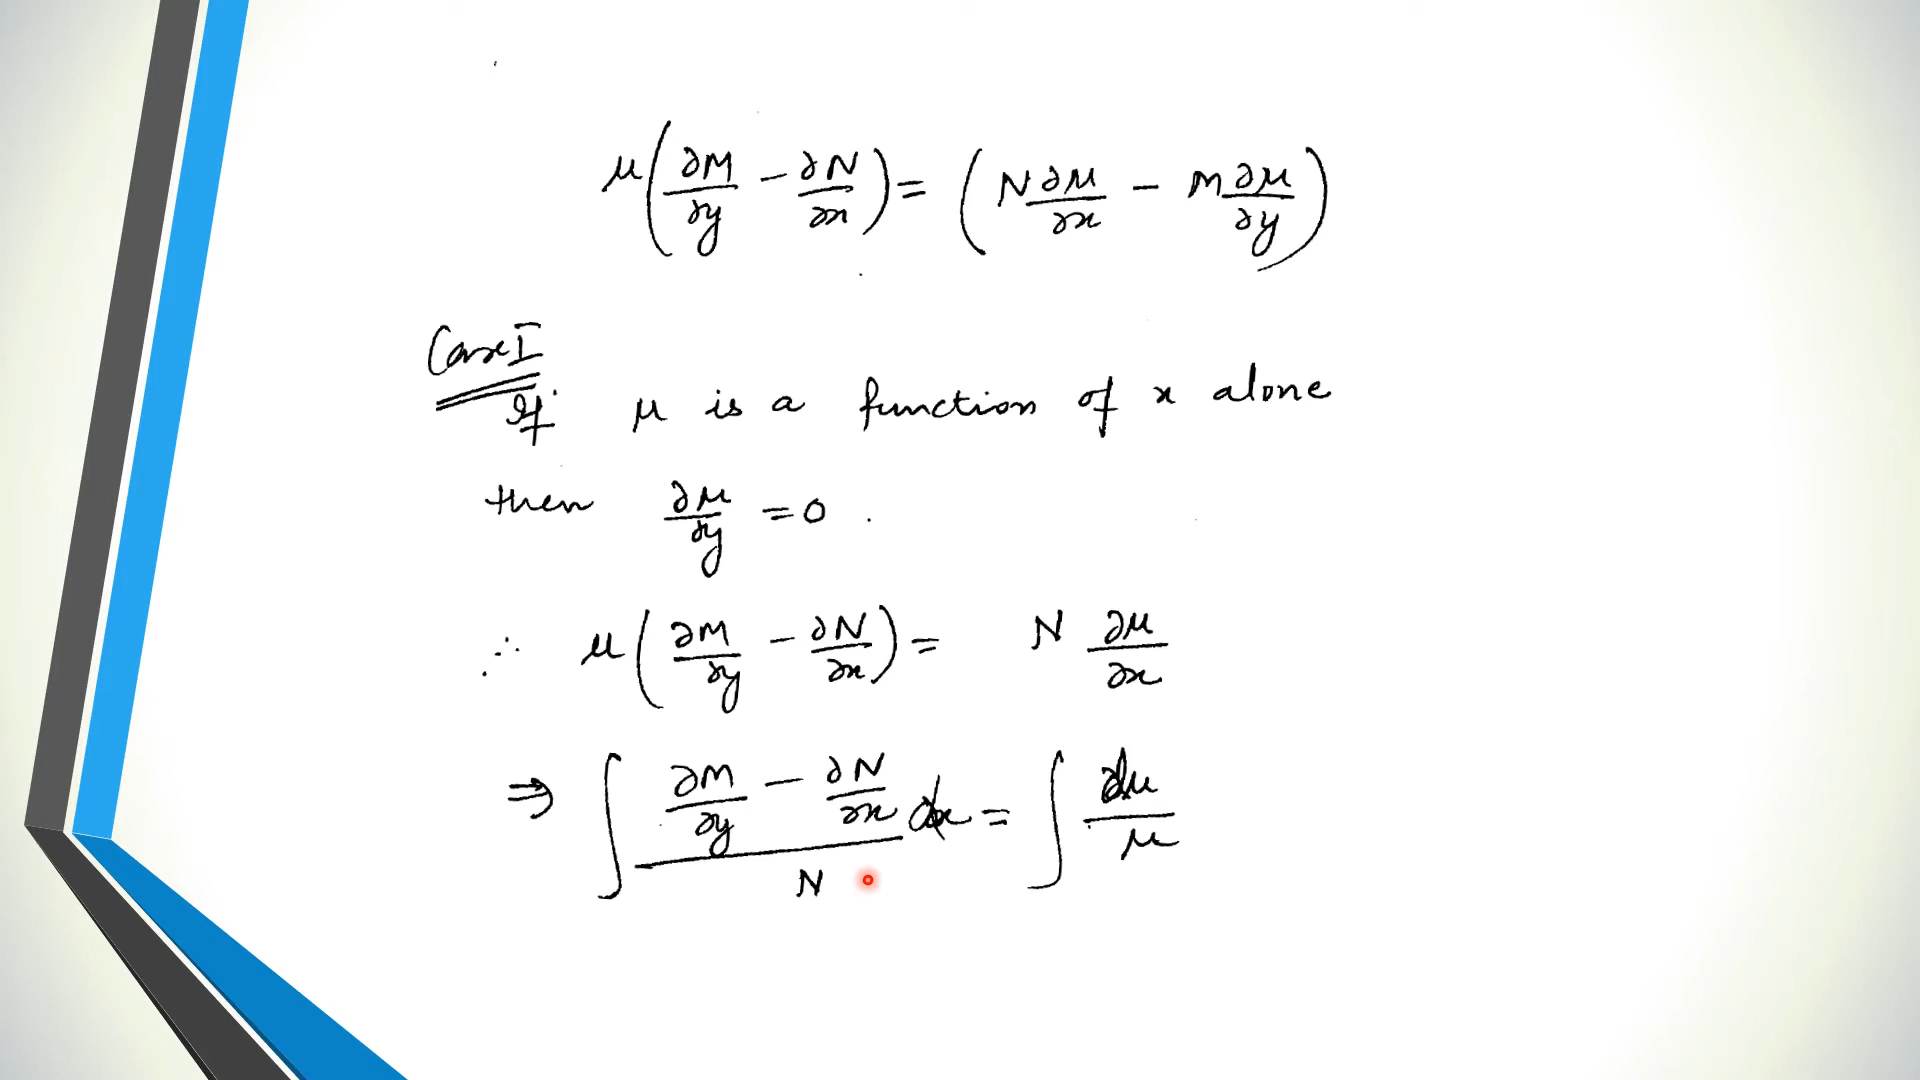 μ(∂M/∂y − ∂N/∂x) = (N ∂μ/∂x − M ∂μ/∂y)
Case I
If μ is a function of x alone
then ∂μ/∂y = 0 .
∴ μ(∂M/∂y − ∂N/∂x) = N ∂μ/∂x
⇒ ∫ (∂M/∂y − ∂N/∂x)/N dx = ∫ dμ/μ